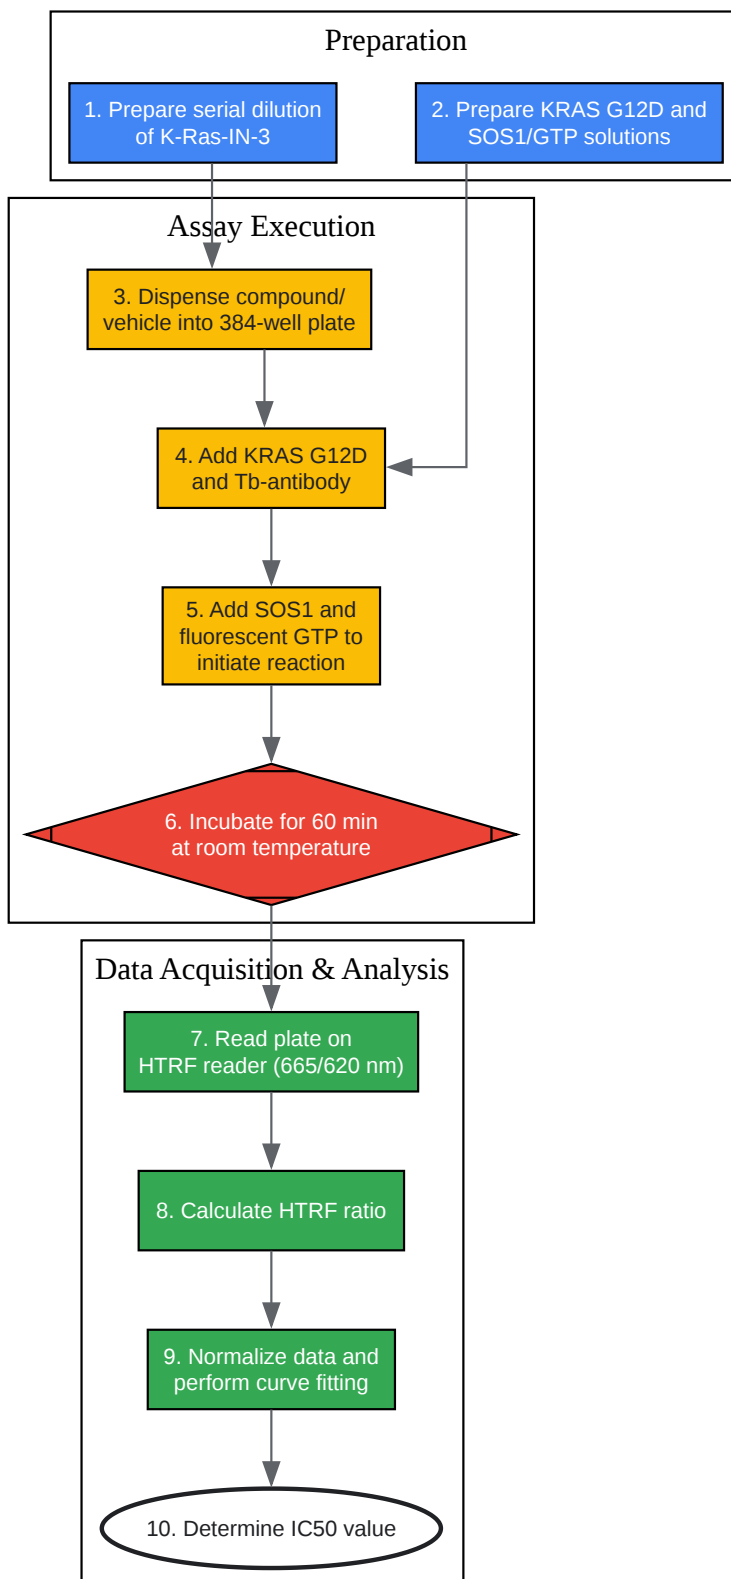 Preparation
1. Prepare serial dilution
of K-Ras-IN-3
2. Prepare KRAS G12D and
SOS1/GTP solutions
Assay Execution
3. Dispense compound/
vehicle into 384-well plate
4. Add KRAS G12D
and Tb-antibody
5. Add SOS1 and
fluorescent GTP to
initiate reaction
6. Incubate for 60 min
at room temperature
Data Acquisition & Analysis
7. Read plate on
HTRF reader (665/620 nm)
8. Calculate HTRF ratio
9. Normalize data and
perform curve fitting
10. Determine IC50 value